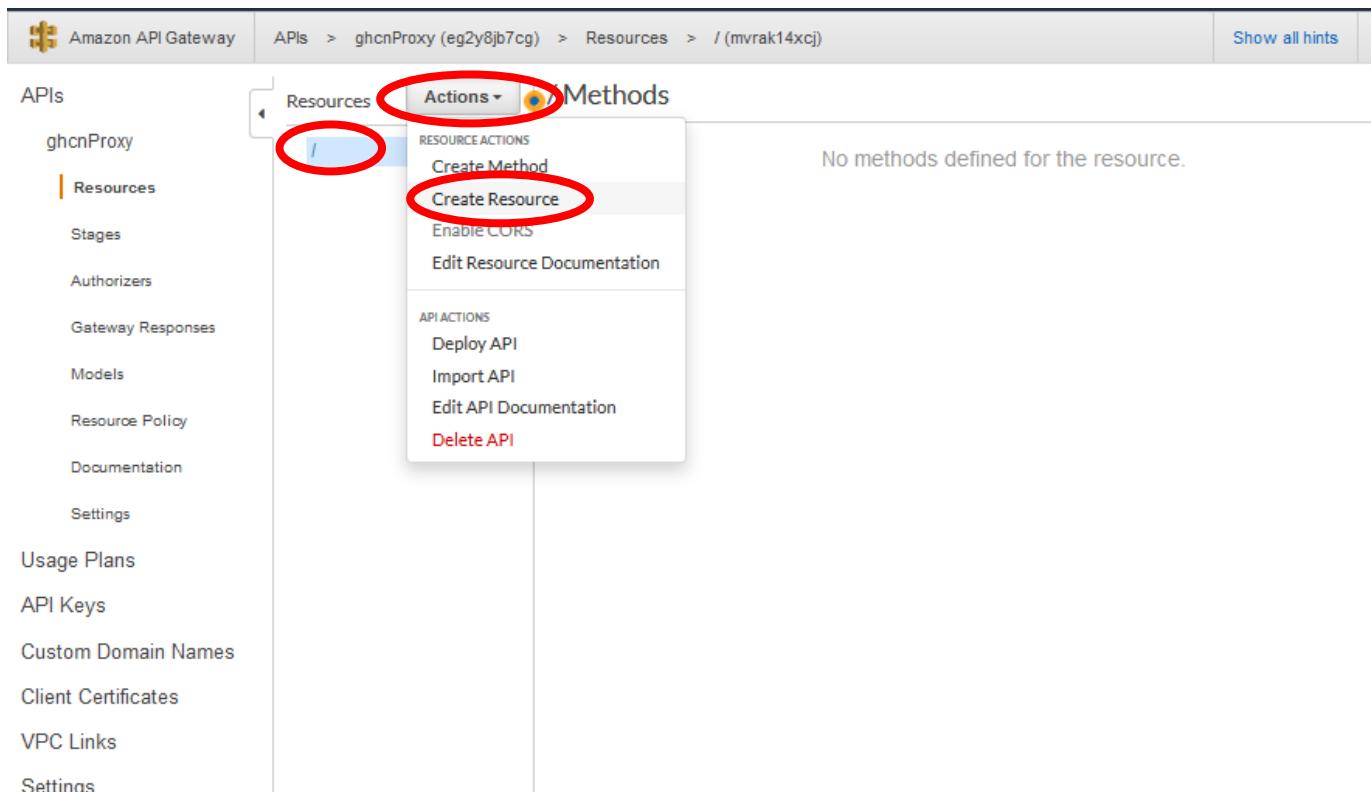 Amazon API Gateway
APIs > ghcnProxy (eg2y8jb7cg) > Resources > / (mvrak14xcj)
Show all hints
APIs
ghcnProxy
Resources
Stages
Authorizers
Gateway Responses
Models
Resource Policy
Documentation
Settings
Usage Plans
API Keys
Custom Domain Names
Client Certificates
VPC Links
Settings
Resources
/
Actions
RESOURCE ACTIONS
Create Method
Create Resource
Enable CORS
Edit Resource Documentation
API ACTIONS
Deploy API
Import API
Edit API Documentation
Delete API
/ Methods
No methods defined for the resource.